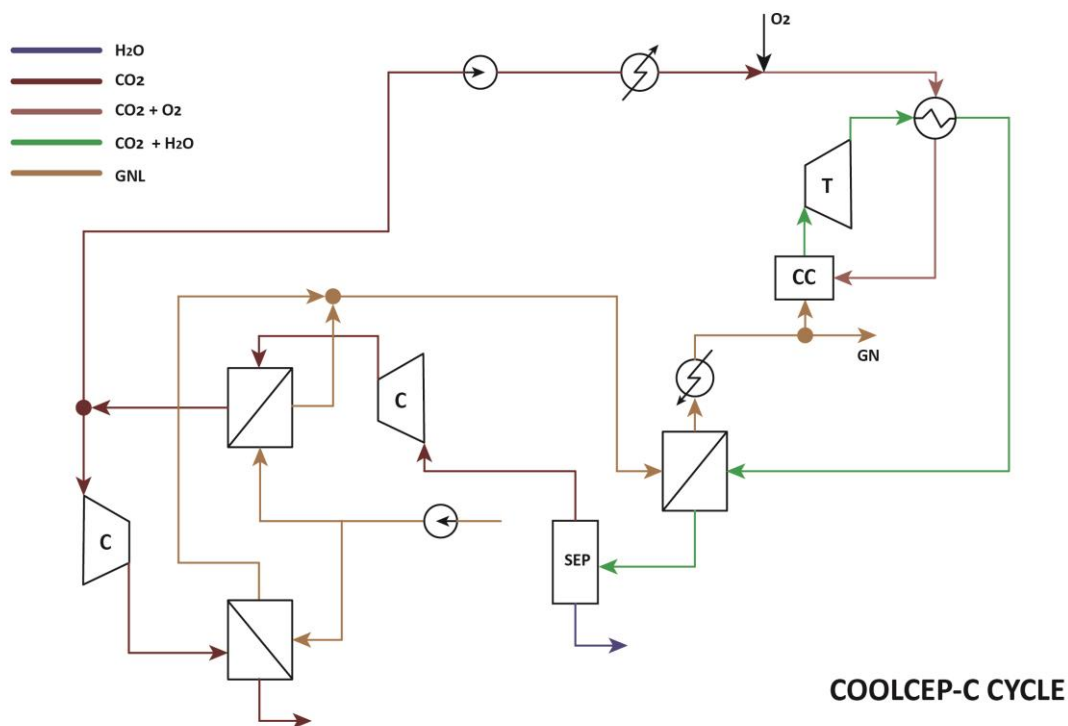 O2
H2O
CO2
CO2 + O2
CO2 + H2O
GNL
T
CC
GN
C
C
SEP
COOLCEP-C CYCLE